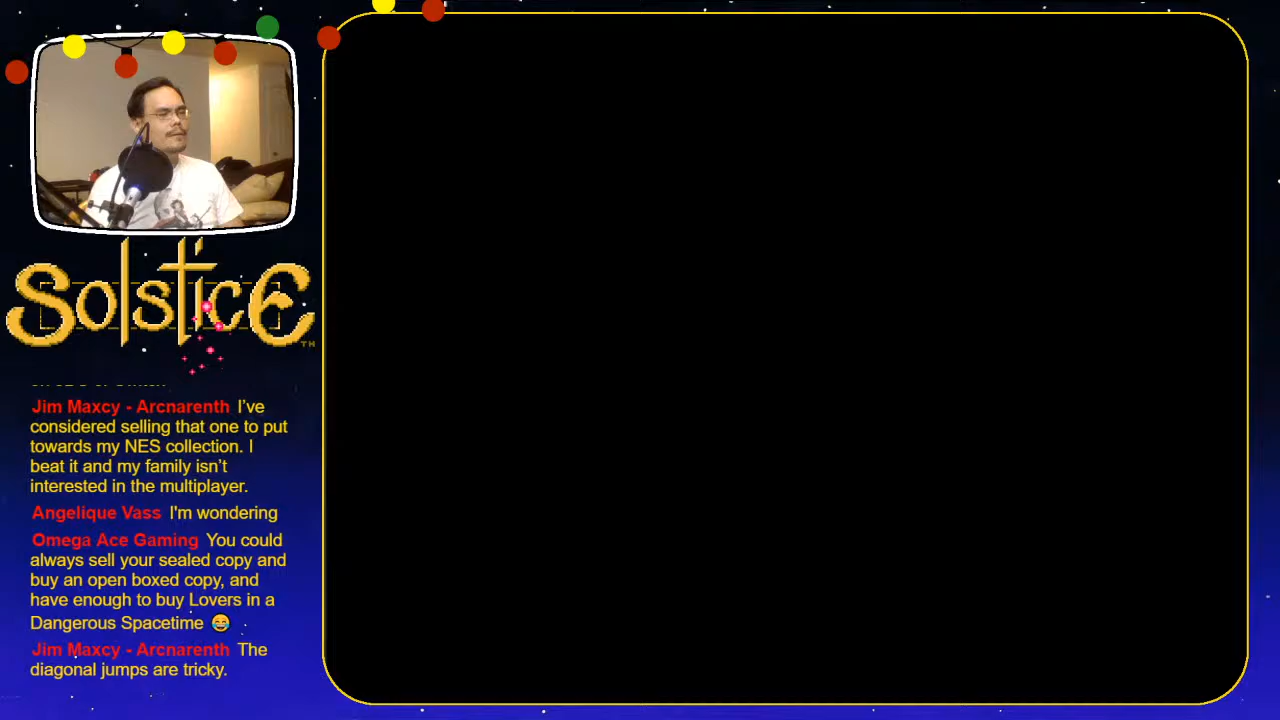 Solstice
TM
Jim Maxcy - Arcnarenth I've
considered selling that one to put
towards my NES collection. I
beat it and my family isn't
interested in the multiplayer.
Angelique Vass I'm wondering
Omega Ace Gaming You could
always sell your sealed copy and
buy an open boxed copy, and
have enough to buy Lovers in a
Dangerous Spacetime 😂
Jim Maxcy - Arcnarenth The
diagonal jumps are tricky.